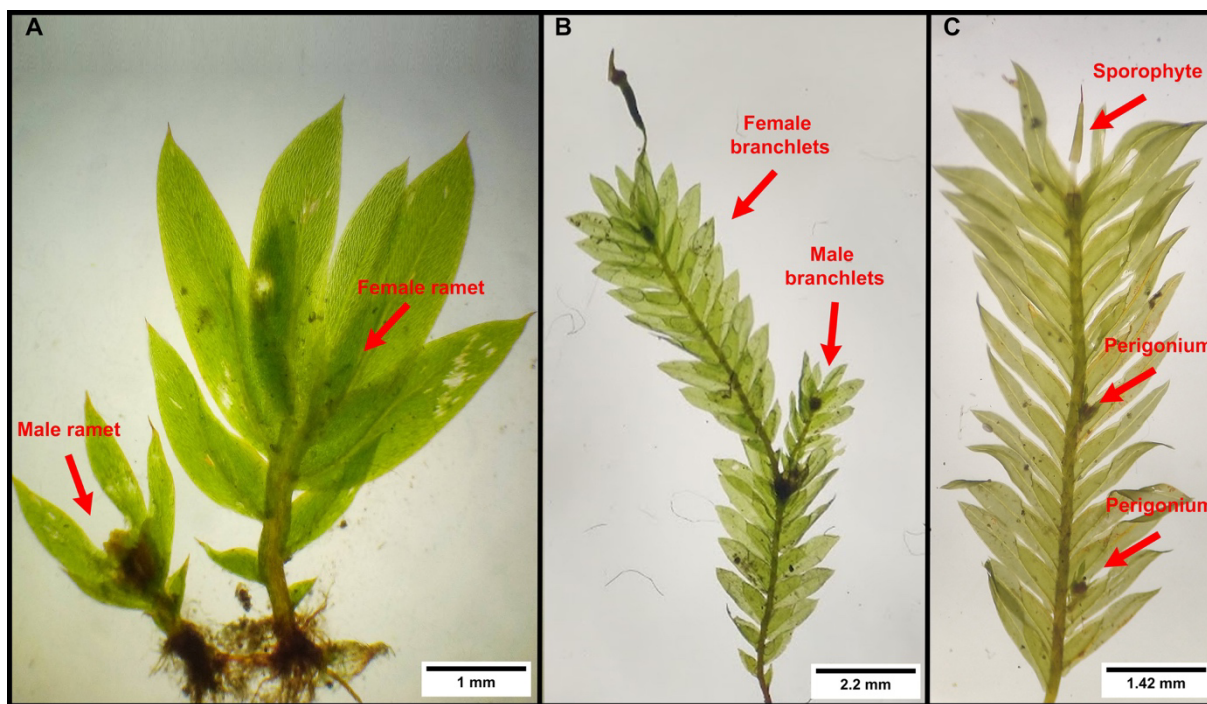 A
Male ramet
Female ramet
1 mm
B
Female
branchlets
Male
branchlets
2.2 mm
C
Sporophyte
Perigonium
Perigonium
1.42 mm